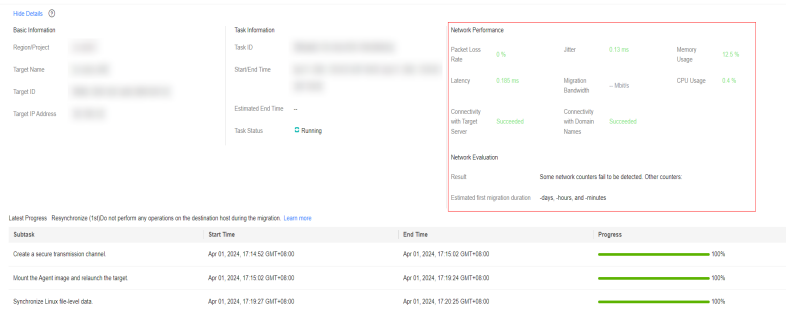 Hide Details ?
Basic Information
Region/Project
Target Name
Target ID
Target IP Address
Task Information
Task ID
Start/End Time
Estimated End Time --
Task Status Running
Network Performance
Packet Loss Rate 0 %
Jitter 0.13 ms
Memory Usage 12.5 %
Latency 0.185 ms
Migration Bandwidth -- Mbit/s
CPU Usage 0.4 %
Connectivity with Target Server Succeeded
Connectivity with Domain Names Succeeded
Network Evaluation
Result Some network counters fail to be detected. Other counters:
Estimated first migration duration -days, -hours, and -minutes
Latest Progress Resynchronize (1st)Do not perform any operations on the destination host during the migration. Learn more
Subtask Start Time End Time Progress
Create a secure transmission channel. Apr 01, 2024, 17:14:52 GMT+08:00 Apr 01, 2024, 17:15:02 GMT+08:00 100%
Mount the Agent image and relaunch the target. Apr 01, 2024, 17:15:02 GMT+08:00 Apr 01, 2024, 17:19:24 GMT+08:00 100%
Synchronize Linux file-level data. Apr 01, 2024, 17:19:27 GMT+08:00 Apr 01, 2024, 17:20:25 GMT+08:00 100%